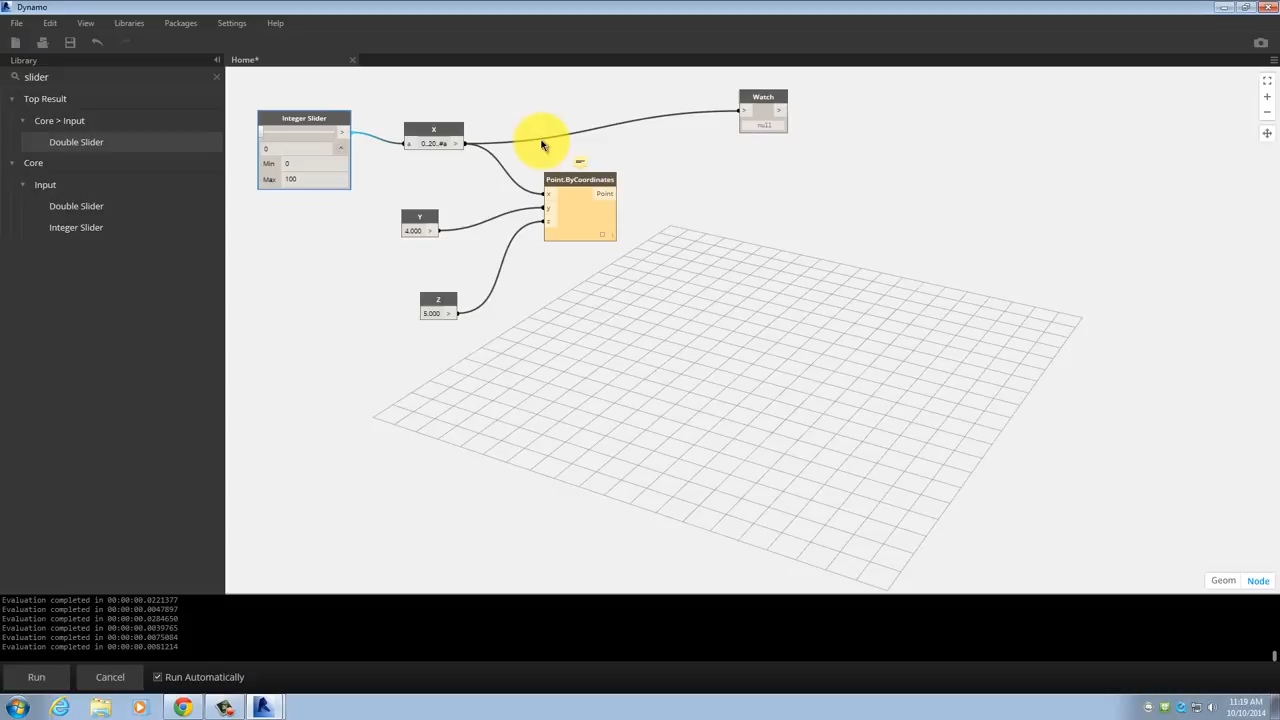 Dynamo
File Edit View Libraries Packages Settings Help
Library
Home*
slider
Top Result
Core > Input
Double Slider
Core
Input
Double Slider
Integer Slider
Integer Slider
>
0
Min 0
Max 100
X
a 0..20..#a >
Y
4.000 >
Z
5.000 >
Point.ByCoordinates
x Point
y
z
Watch
> >
null
Geom Node
Evaluation completed in 00:00:00.0221377
Evaluation completed in 00:00:00.0047897
Evaluation completed in 00:00:00.0284650
Evaluation completed in 00:00:00.0039765
Evaluation completed in 00:00:00.0075084
Evaluation completed in 00:00:00.0081214
Run Cancel Run Automatically
11:19 AM
10/10/2014